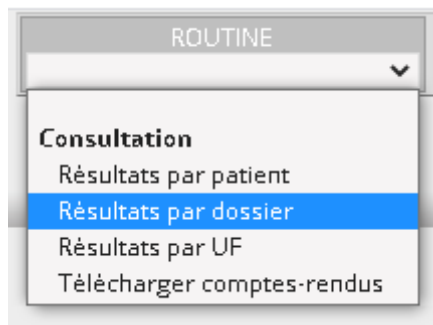 ROUTINE
Consultation
Résultats par patient
Résultats par dossier
Résultats par UF
Télécharger comptes-rendus